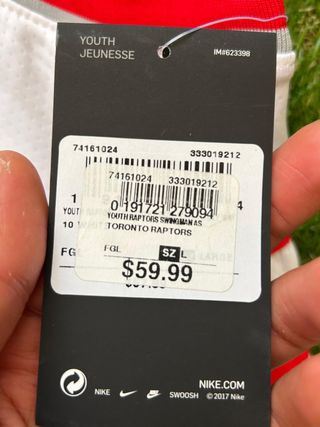 YOUTH
JEUNESSE
IM#623398
74161024 333019212
74161024 333019212
0 191721 279094
YOUTH RAPTORS SWINGMAN AS
TORONTO RAPTORS
FGL SZ L
$59.99
NIKE.COM
NIKE SWOOSH © 2017 Nike